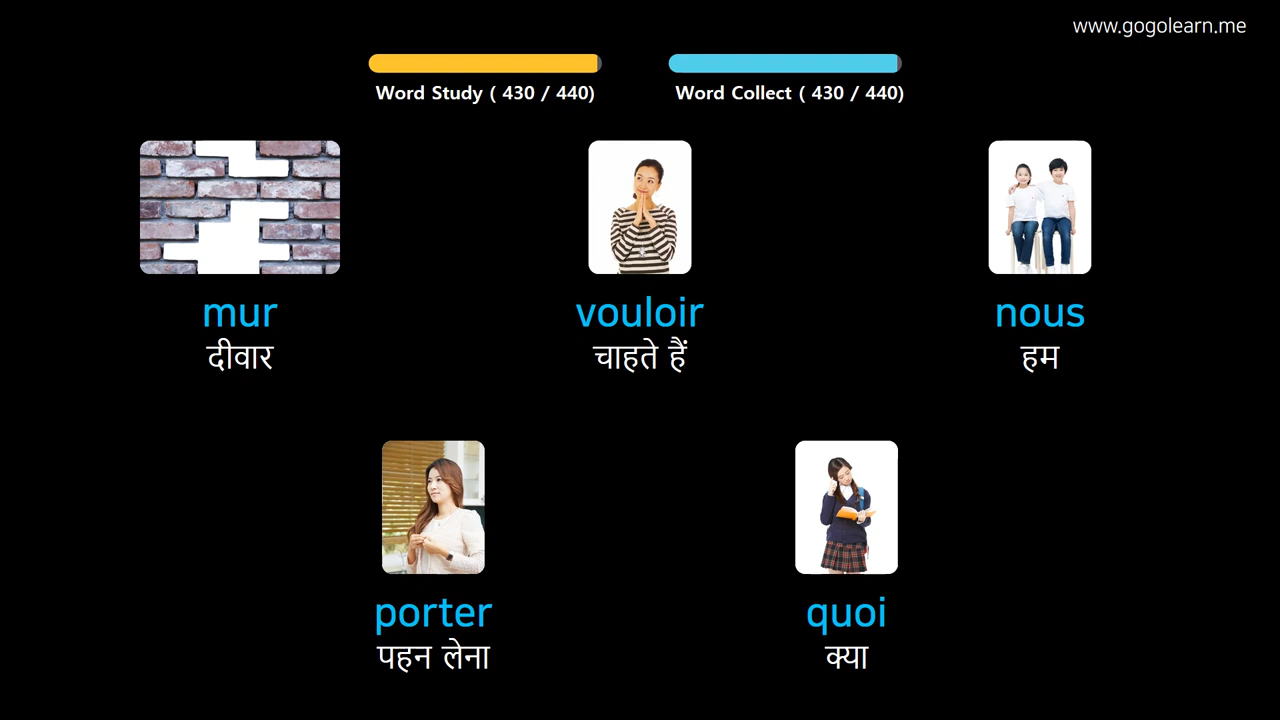 www.gogolearn.me
Word Study ( 430 / 440)
Word Collect ( 430 / 440)
mur
दीवार
vouloir
चाहते हैं
nous
हम
porter
पहन लेना
quoi
क्या